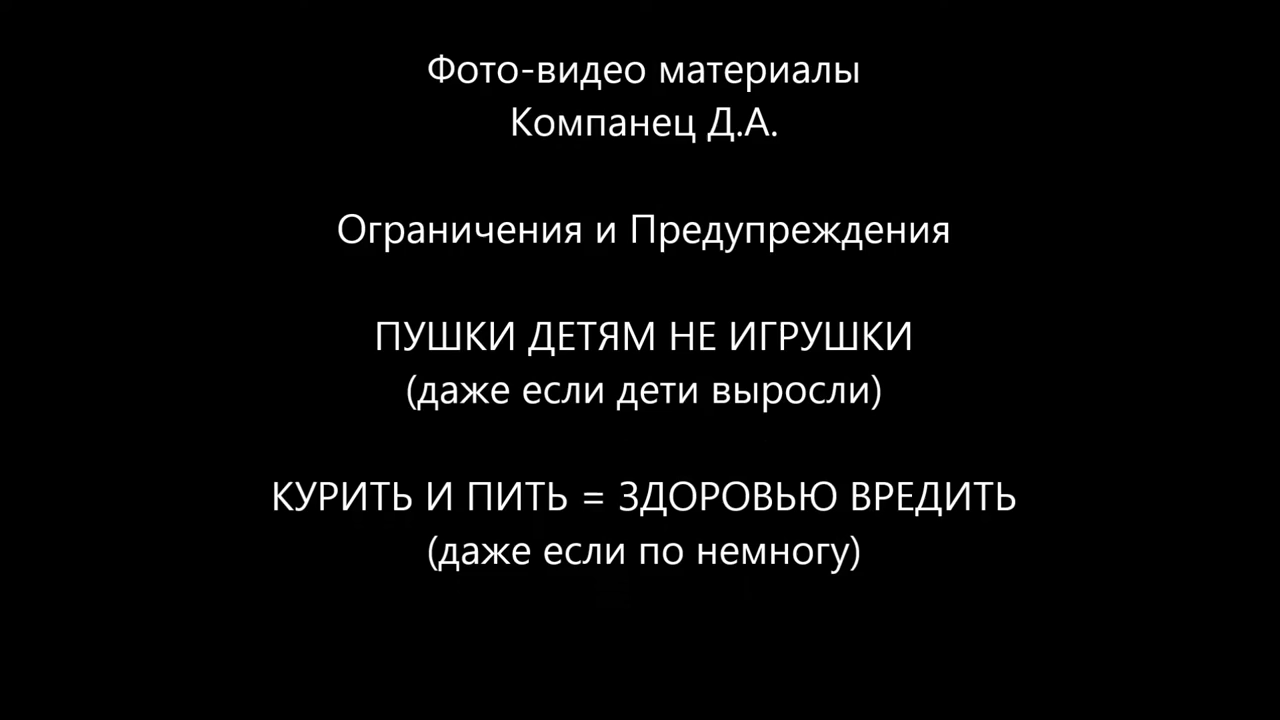 Фото-видео материалы
Компанец Д.А.
Ограничения и Предупреждения
ПУШКИ ДЕТЯМ НЕ ИГРУШКИ
(даже если дети выросли)
КУРИТЬ И ПИТЬ = ЗДОРОВЬЮ ВРЕДИТЬ
(даже если по немногу)